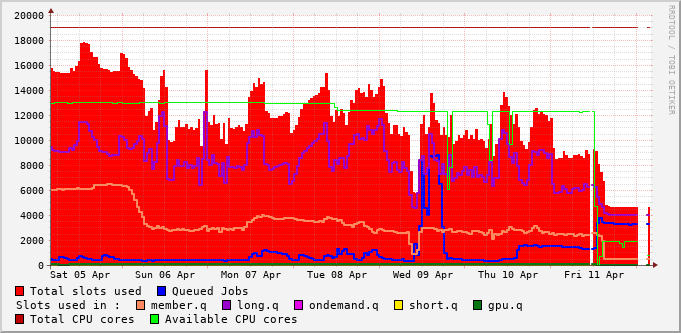 20000
18000
16000
14000
12000
10000
8000
6000
4000
2000
0
Sat 05 Apr Sun 06 Apr Mon 07 Apr Tue 08 Apr Wed 09 Apr Thu 10 Apr Fri 11 Apr
RRDTOOL / TOBI OETIKER
Total slots used Queued Jobs
Slots used in : member.q long.q ondemand.q short.q gpu.q
Total CPU cores Available CPU cores